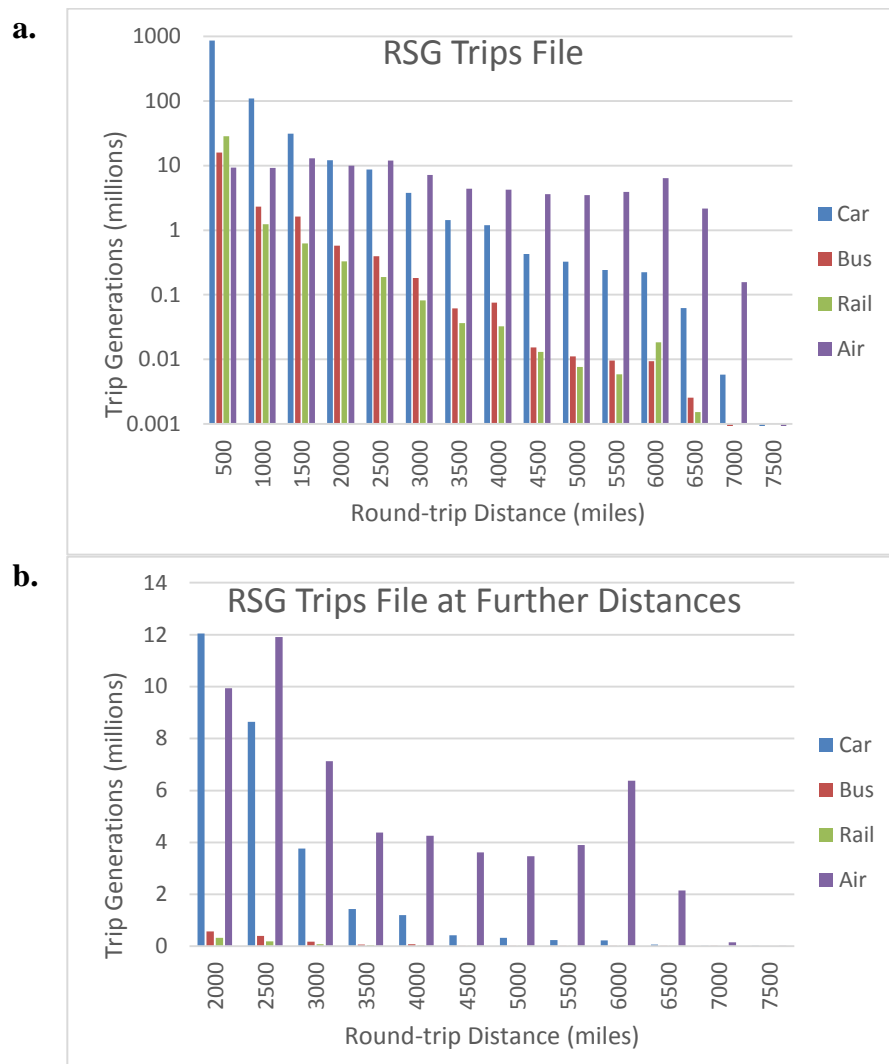 a.
RSG Trips File
Trip Generations (millions)
1000
100
10
1
0.1
0.01
0.001
500 1000 1500 2000 2500 3000 3500 4000 4500 5000 5500 6000 6500 7000 7500
Round-trip Distance (miles)
Car
Bus
Rail
Air
b.
RSG Trips File at Further Distances
Trip Generations (millions)
14
12
10
8
6
4
2
0
2000 2500 3000 3500 4000 4500 5000 5500 6000 6500 7000 7500
Round-trip Distance (miles)
Car
Bus
Rail
Air